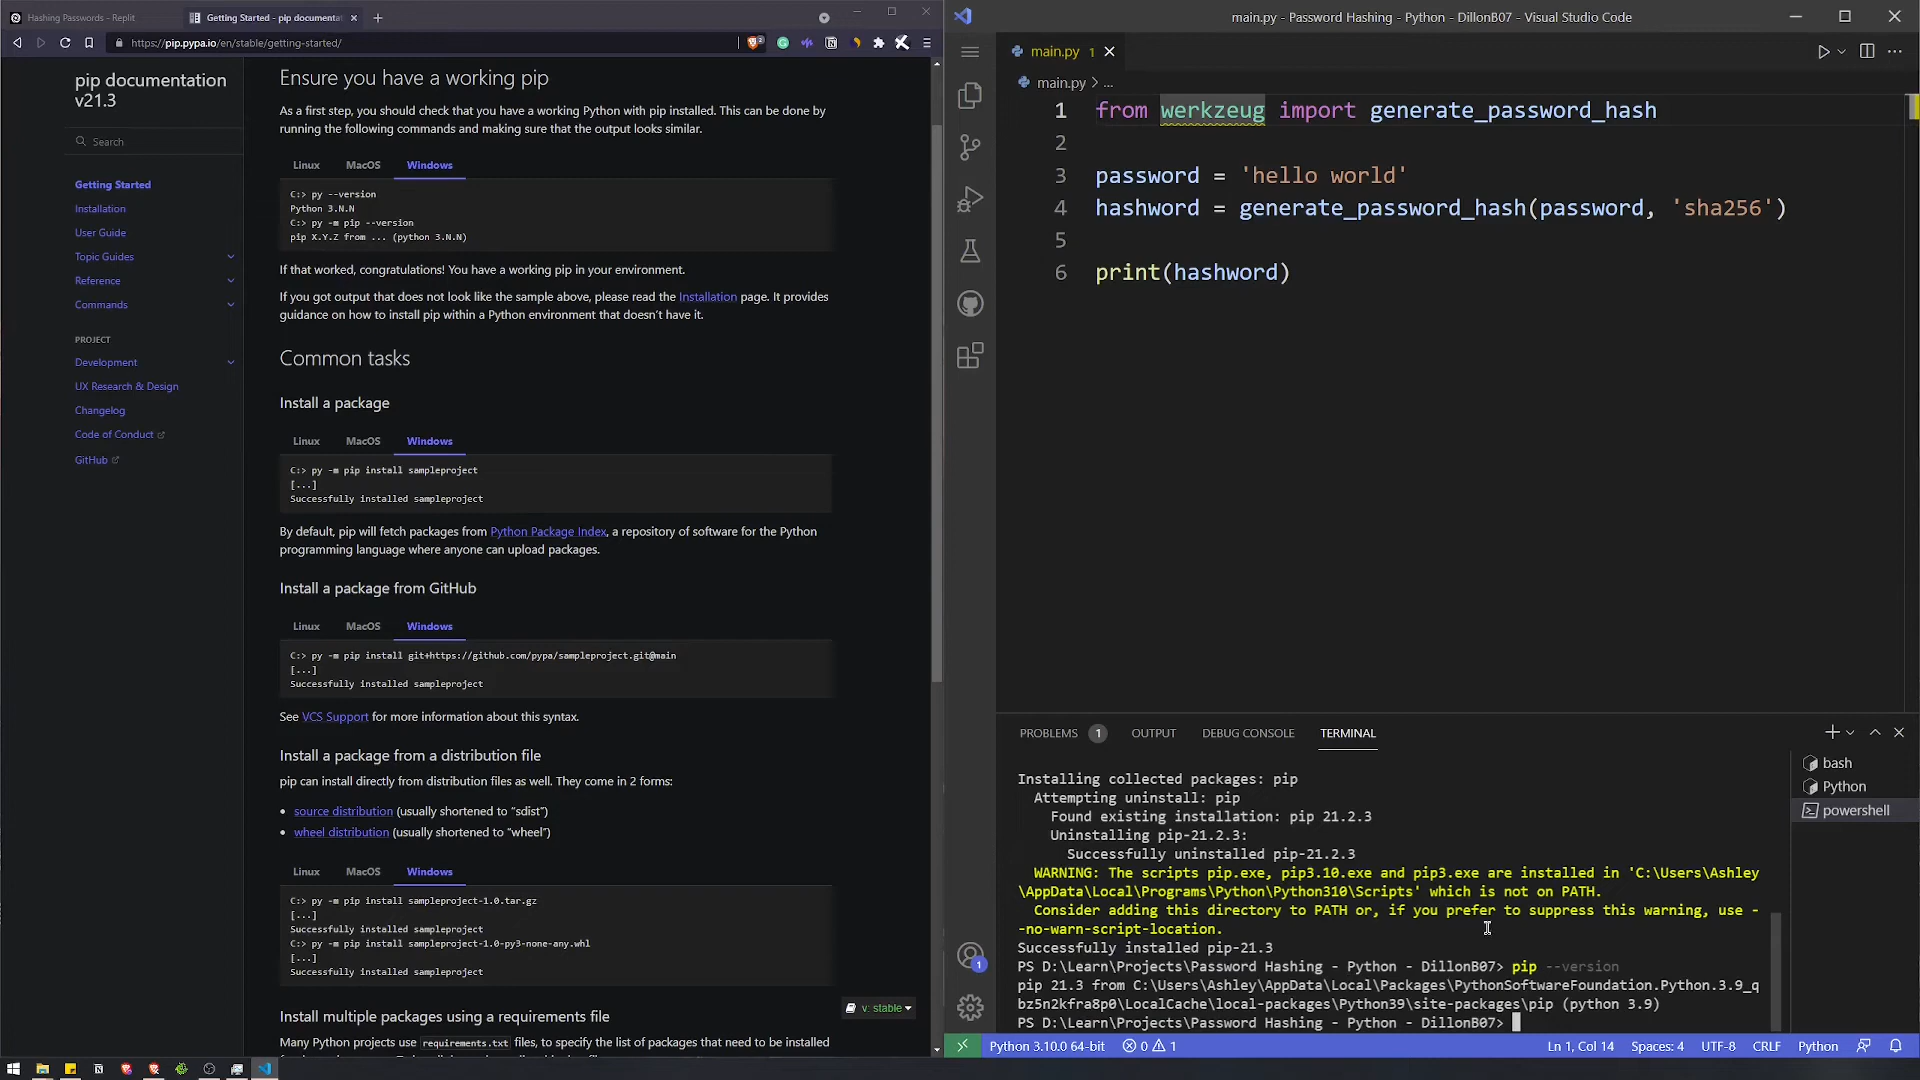 Hashing Passwords - Replit
Getting Started - pip documenta
https://pip.pypa.io/en/stable/getting-started/
pip documentation
v21.3
Search
Getting Started
Installation
User Guide
Topic Guides
Reference
Commands
PROJECT
Development
UX Research & Design
Changelog
Code of Conduct
GitHub
Ensure you have a working pip
As a first step, you should check that you have a working Python with pip installed. This can be done by
running the following commands and making sure that the output looks similar.
Linux MacOS Windows
C:> py --version
Python 3.N.N
C:> py -m pip --version
pip X.Y.Z from ... (python 3.N.N)
If that worked, congratulations! You have a working pip in your environment.
If you got output that does not look like the sample above, please read the Installation page. It provides
guidance on how to install pip within a Python environment that doesn't have it.
Common tasks
Install a package
Linux MacOS Windows
C:> py -m pip install sampleproject
[...]
Successfully installed sampleproject
By default, pip will fetch packages from Python Package Index, a repository of software for the Python
programming language where anyone can upload packages.
Install a package from GitHub
Linux MacOS Windows
C:> py -m pip install git+https://github.com/pypa/sampleproject.git@main
[...]
Successfully installed sampleproject
See VCS Support for more information about this syntax.
Install a package from a distribution file
pip can install directly from distribution files as well. They come in 2 forms:
• source distribution (usually shortened to “sdist”)
• wheel distribution (usually shortened to “wheel”)
Linux MacOS Windows
C:> py -m pip install sampleproject-1.0.tar.gz
[...]
Successfully installed sampleproject
C:> py -m pip install sampleproject-1.0-py3-none-any.whl
[...]
Successfully installed sampleproject
v: stable
Install multiple packages using a requirements file
Many Python projects use requirements.txt files, to specify the list of packages that need to be installed
main.py - Password Hashing - Python - DillonB07 - Visual Studio Code
main.py 1
main.py > ...
1 from werkzeug import generate_password_hash
2
3 password = 'hello world'
4 hashword = generate_password_hash(password, 'sha256')
5
6 print(hashword)
PROBLEMS 1 OUTPUT DEBUG CONSOLE TERMINAL
bash
Python
powershell
Installing collected packages: pip
Attempting uninstall: pip
Found existing installation: pip 21.2.3
Uninstalling pip-21.2.3:
Successfully uninstalled pip-21.2.3
WARNING: The scripts pip.exe, pip3.10.exe and pip3.exe are installed in 'C:\Users\Ashley
\AppData\Local\Programs\Python\Python310\Scripts' which is not on PATH.
Consider adding this directory to PATH or, if you prefer to suppress this warning, use -
-no-warn-script-location.
Successfully installed pip-21.3
PS D:\Learn\Projects\Password Hashing - Python - DillonB07> pip --version
pip 21.3 from C:\Users\Ashley\AppData\Local\Packages\PythonSoftwareFoundation.Python.3.9_q
bz5n2kfra8p0\LocalCache\local-packages\Python39\site-packages\pip (python 3.9)
PS D:\Learn\Projects\Password Hashing - Python - DillonB07>
1
Python 3.10.0 64-bit 0 1 Ln 1, Col 14 Spaces: 4 UTF-8 CRLF Python